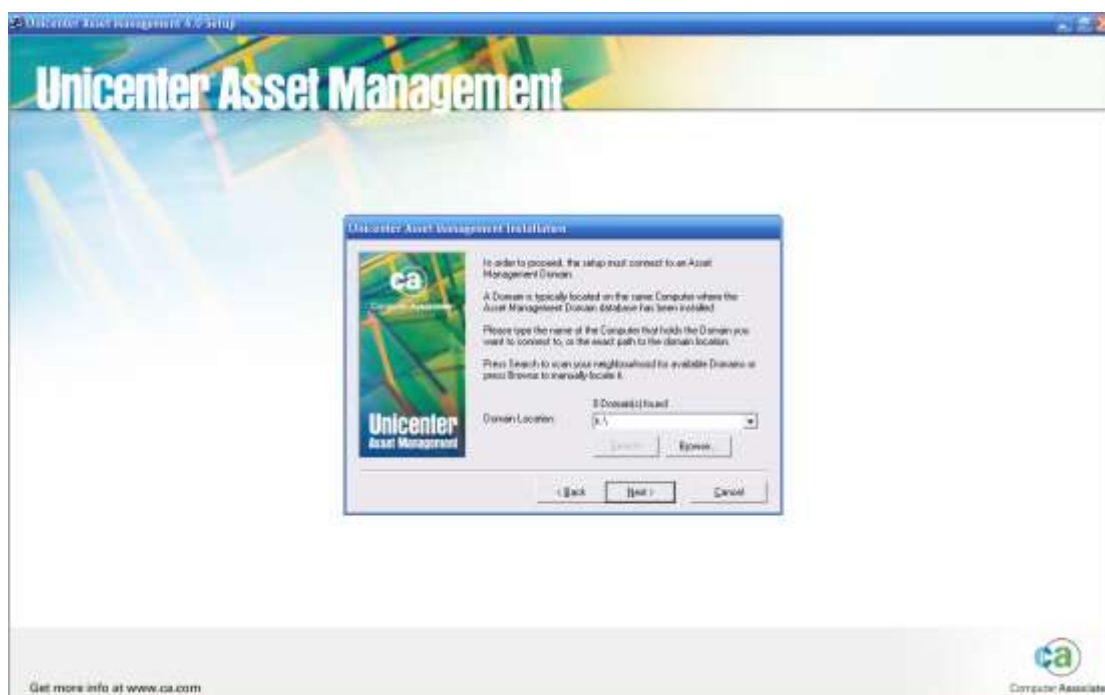 Unicenter Asset Management 4.0 Setup
Unicenter Asset Management
Unicenter Asset Management Installation
ca
Computer Associates
In order to proceed, the setup must connect to an Asset
Management Domain.
A Domain is typically located on the same Computer where the
Asset Management Domain database has been installed.
Please type the name of the Computer that holds the Domain you
want to connect to, or the exact path to the domain location.
Press Search to scan your neighbourhood for available Domains or
press Browse to manually locate it.
Unicenter
Asset Management
0 Domain(s) found
Domain Location:
Search
Browse...
< Back
Next >
Cancel
Get more info at www.ca.com
ca
Computer Associates